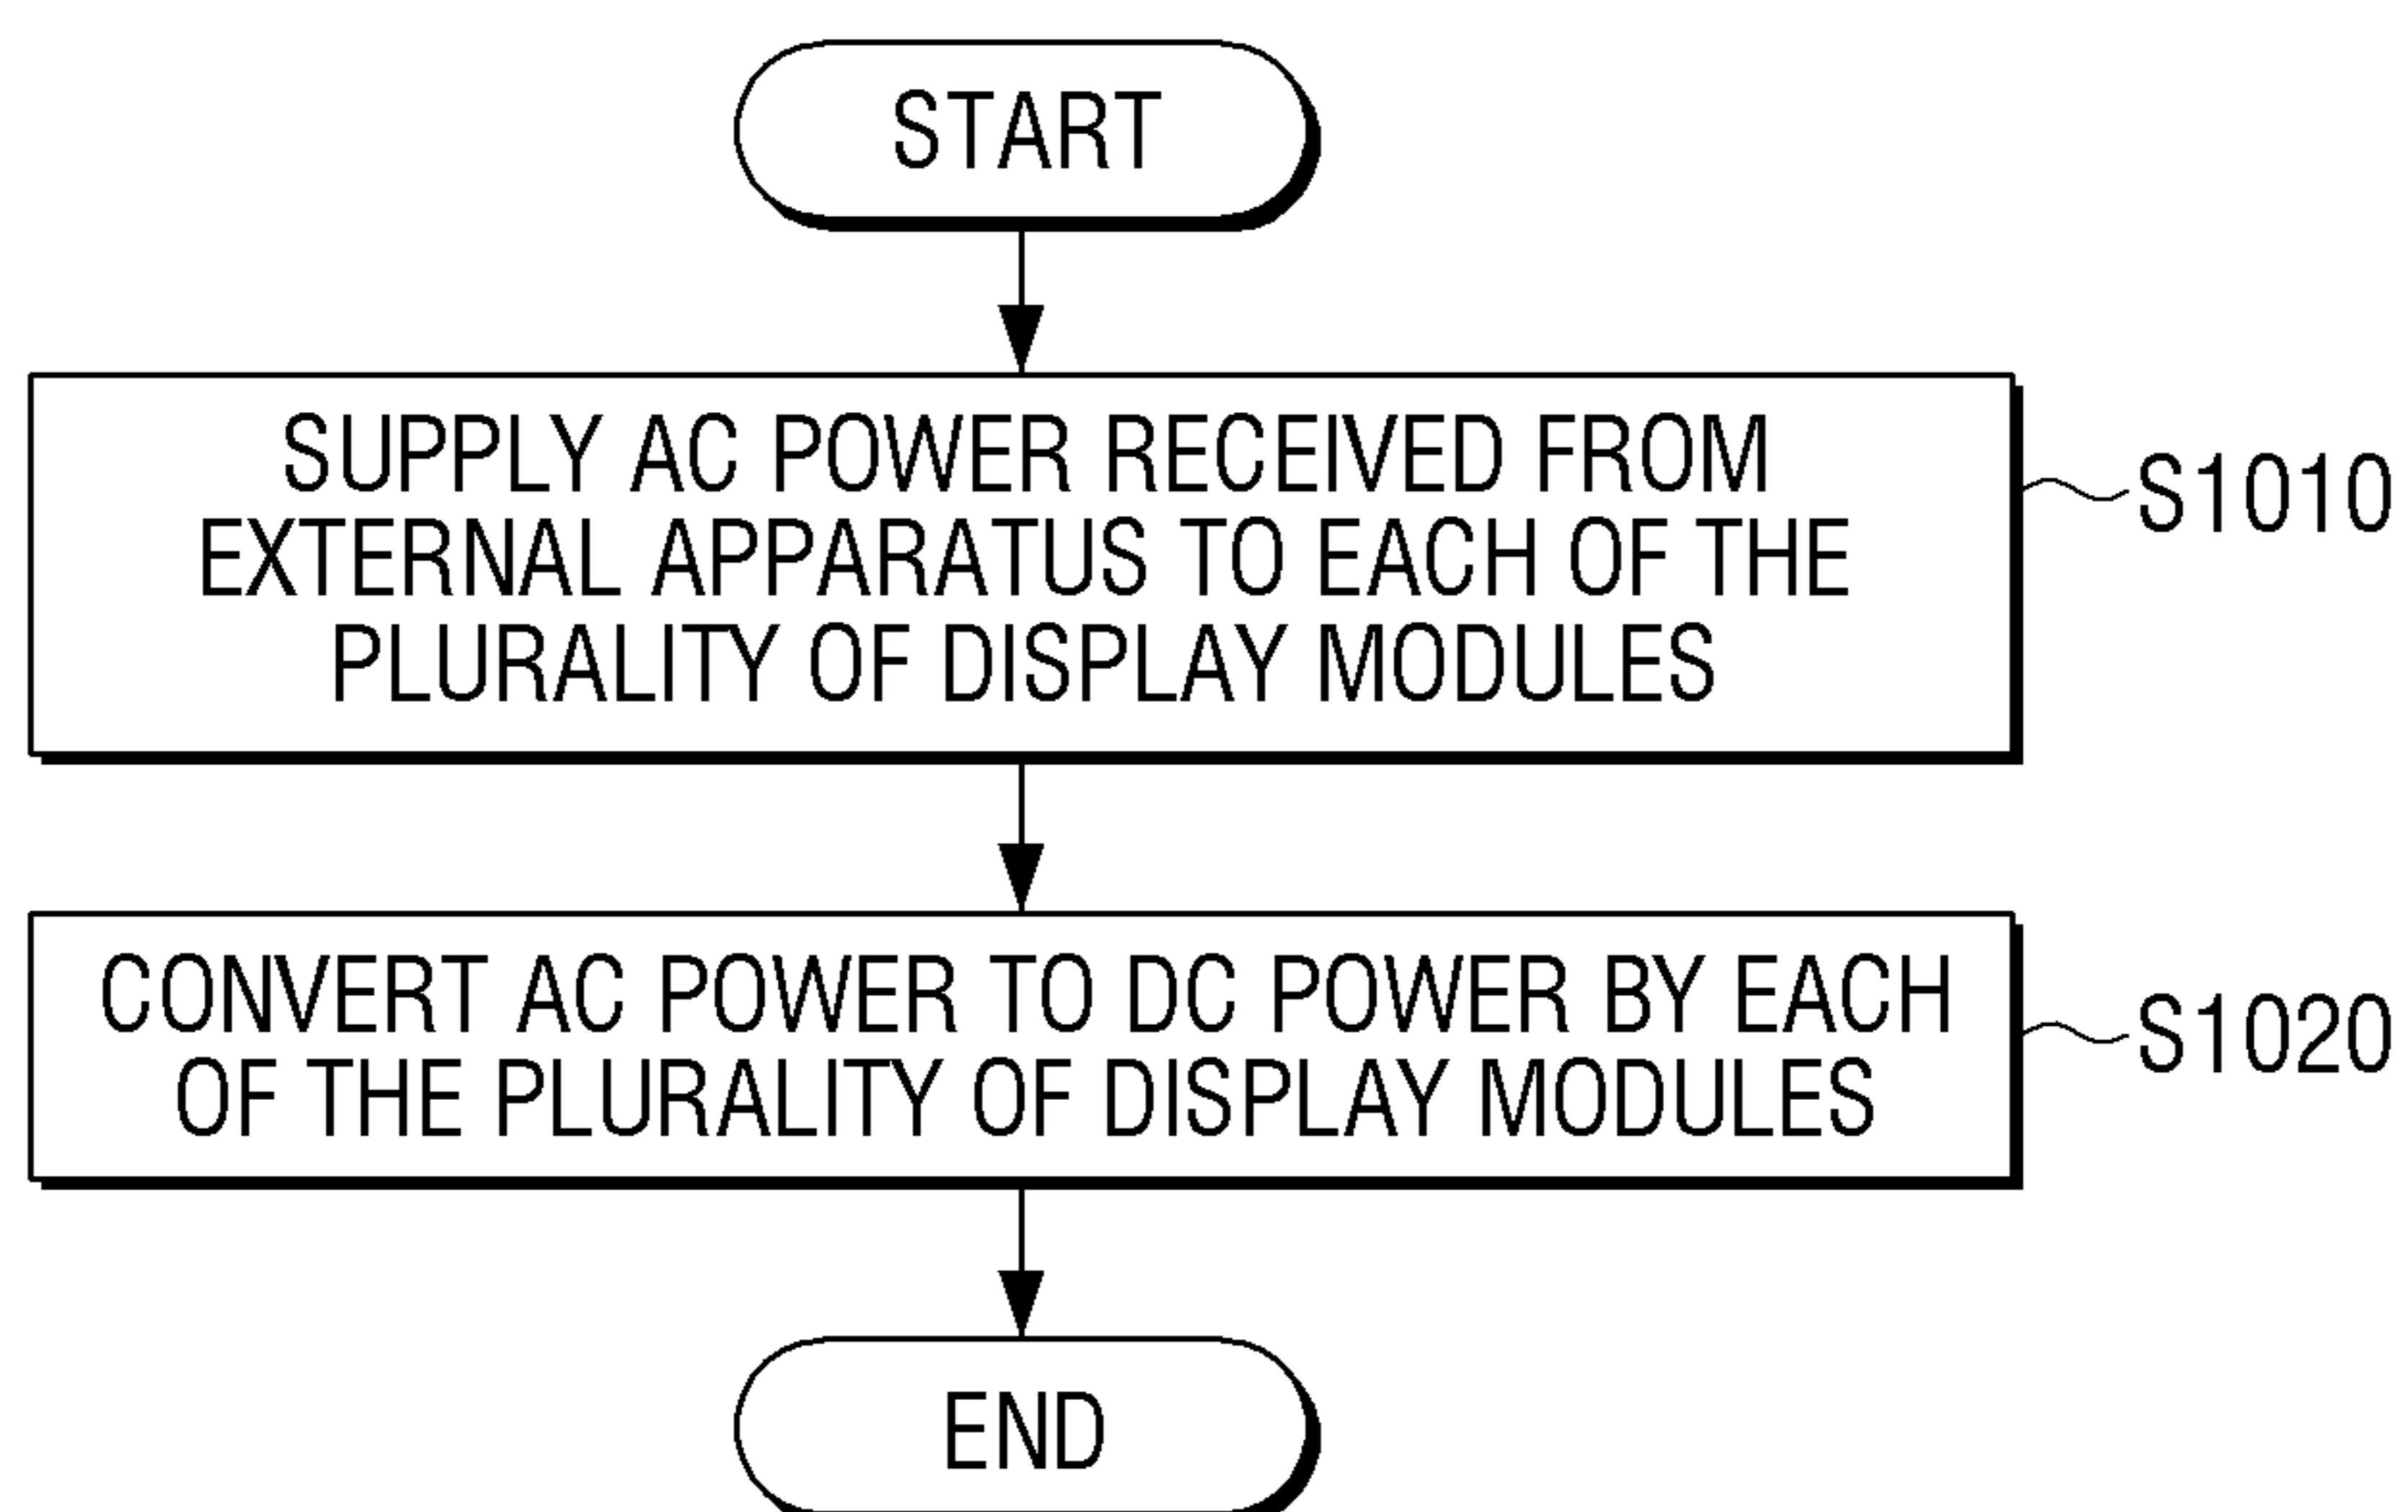 START
SUPPLY AC POWER RECEIVED FROM
EXTERNAL APPARATUS TO EACH OF THE
PLURALITY OF DISPLAY MODULES
S1010
CONVERT AC POWER TO DC POWER BY EACH
OF THE PLURALITY OF DISPLAY MODULES
S1020
END